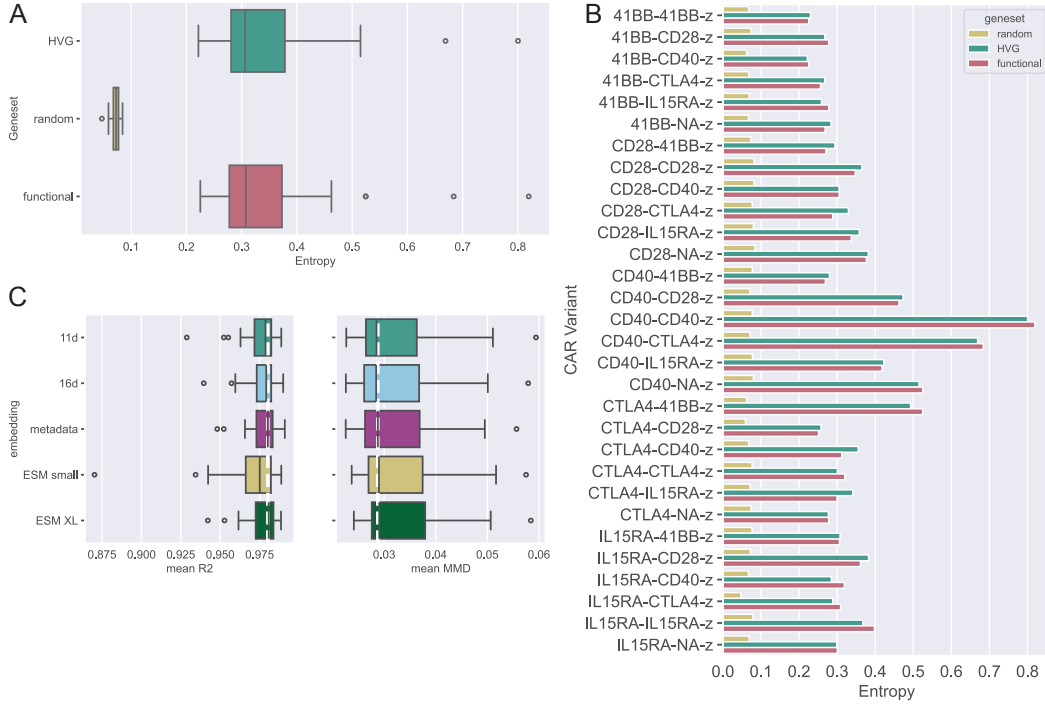 A
HVG
random
functional
Geneset
0.1 0.2 0.3 0.4 0.5 0.6 0.7 0.8
Entropy
B
geneset
random
HVG
functional
41BB-41BB-z
41BB-CD28-z
41BB-CD40-z
41BB-CTLA4-z
41BB-IL15RA-z
41BB-NA-z
CD28-41BB-z
CD28-CD28-z
CD28-CD40-z
CD28-CTLA4-z
CD28-IL15RA-z
CD28-NA-z
CD40-41BB-z
CD40-CD28-z
CD40-CD40-z
CD40-CTLA4-z
CD40-IL15RA-z
CD40-NA-z
CTLA4-41BB-z
CTLA4-CD28-z
CTLA4-CD40-z
CTLA4-CTLA4-z
CTLA4-IL15RA-z
CTLA4-NA-z
IL15RA-41BB-z
IL15RA-CD28-z
IL15RA-CD40-z
IL15RA-CTLA4-z
IL15RA-IL15RA-z
IL15RA-NA-z
CAR Variant
0.0 0.1 0.2 0.3 0.4 0.5 0.6 0.7 0.8
Entropy
C
11d
16d
metadata
ESM small
ESM XL
embedding
0.875 0.900 0.925 0.950 0.975
mean R2
0.03 0.04 0.05 0.06
mean MMD